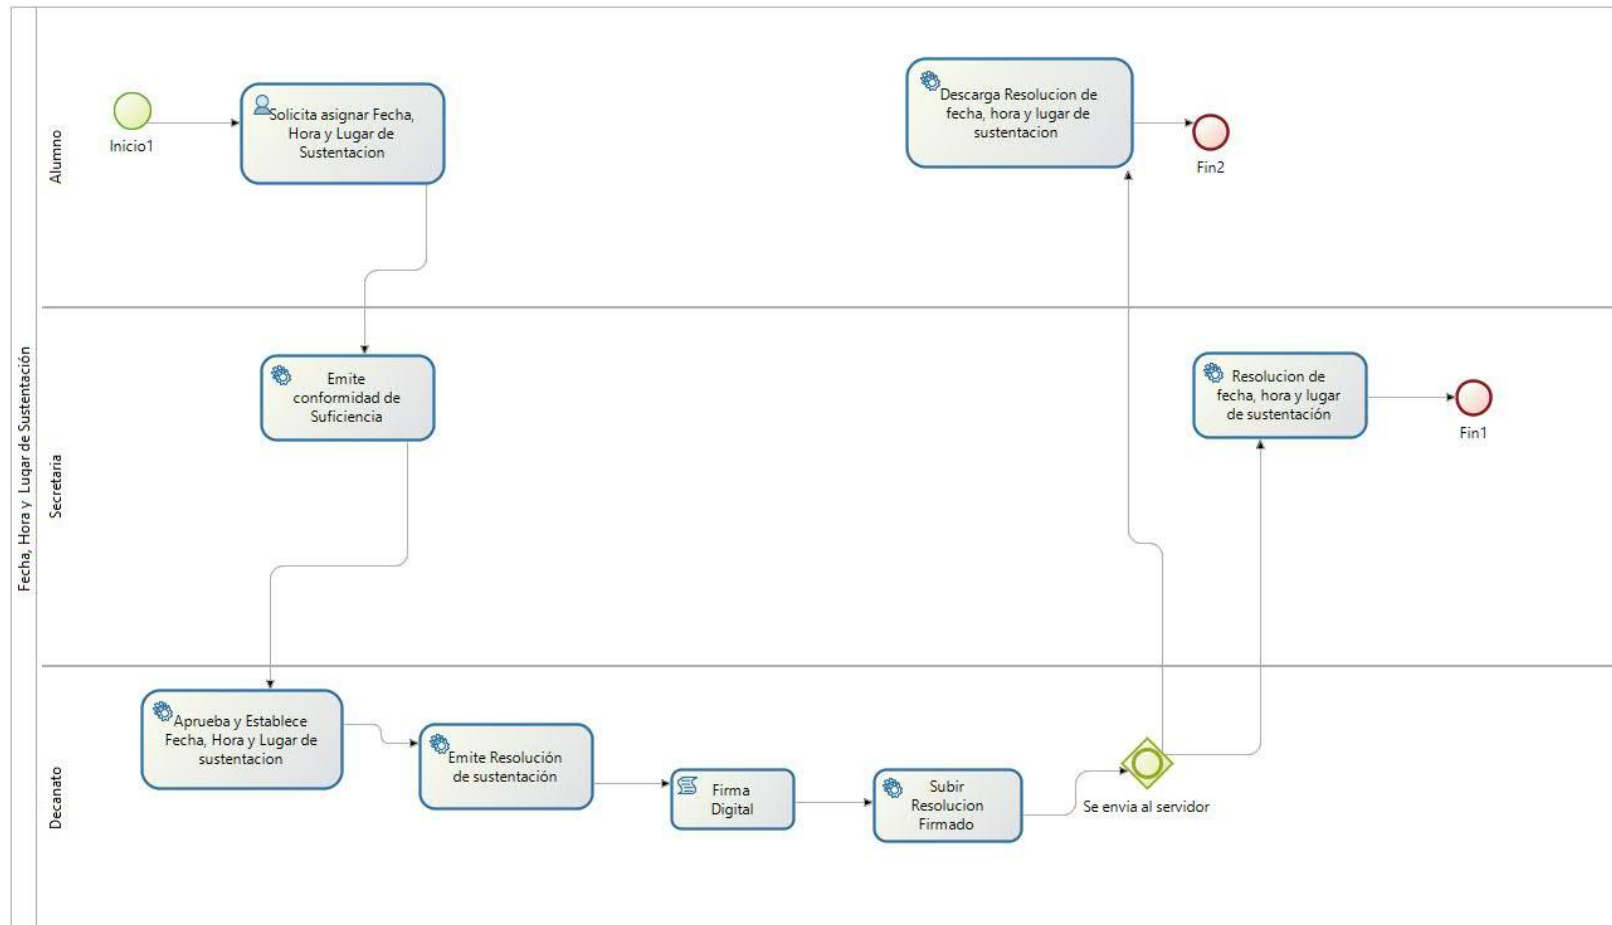 Fecha, Hora y Lugar de Sustentación
Alumno
Inicio1
Solicita asignar Fecha,
Hora y Lugar de
Sustentacion
Descarga Resolucion de
fecha, hora y lugar de
sustentacion
Fin2
Secretaria
Emite
conformidad de
Suficiencia
Resolucion de
fecha, hora y lugar
de sustentación
Fin1
Decanato
Aprueba y Establece
Fecha, Hora y Lugar de
sustentacion
Emite Resolución
de sustentación
Firma
Digital
Subir
Resolucion
Firmado
Se envia al servidor